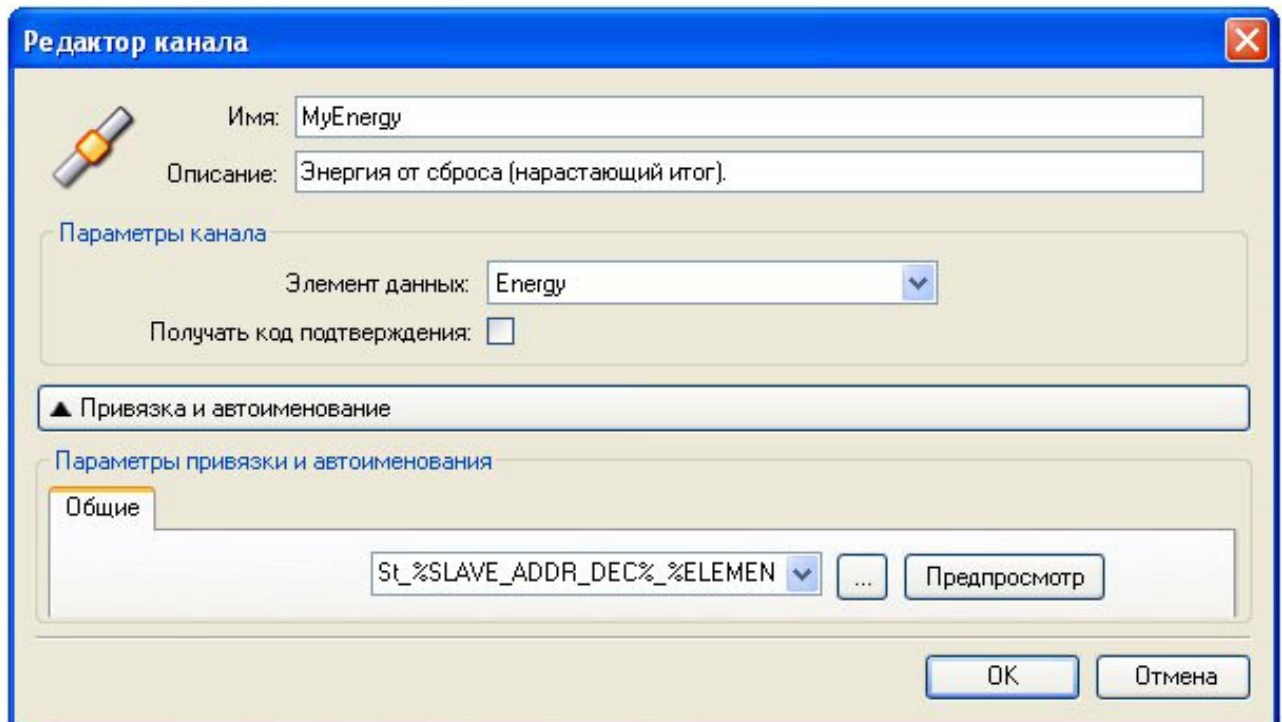 Редактор канала
Имя: MyEnergy
Описание: Энергия от сброса (нарастающий итог).
Параметры канала
Элемент данных: Energy
Получать код подтверждения:
Привязка и автоименование
Параметры привязки и автоименования
Общие
St_%SLAVE_ADDR_DEC%_%ELEMEN ... Предпросмотр
OK Отмена